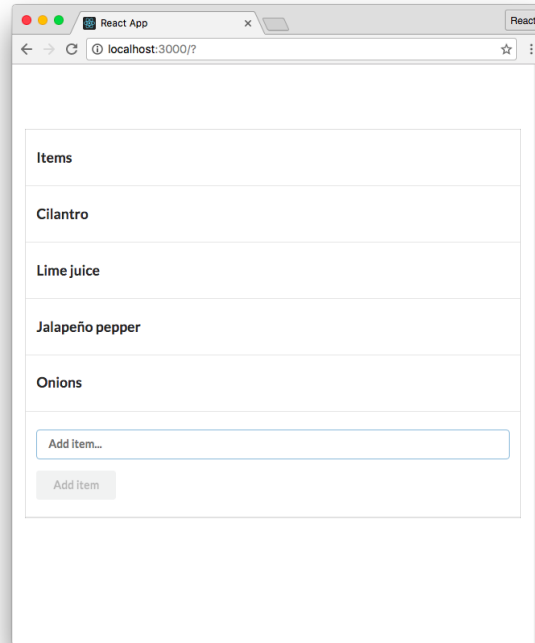 React App
React
localhost:3000/?
Items
Cilantro
Lime juice
Jalapeño pepper
Onions
Add item...
Add item